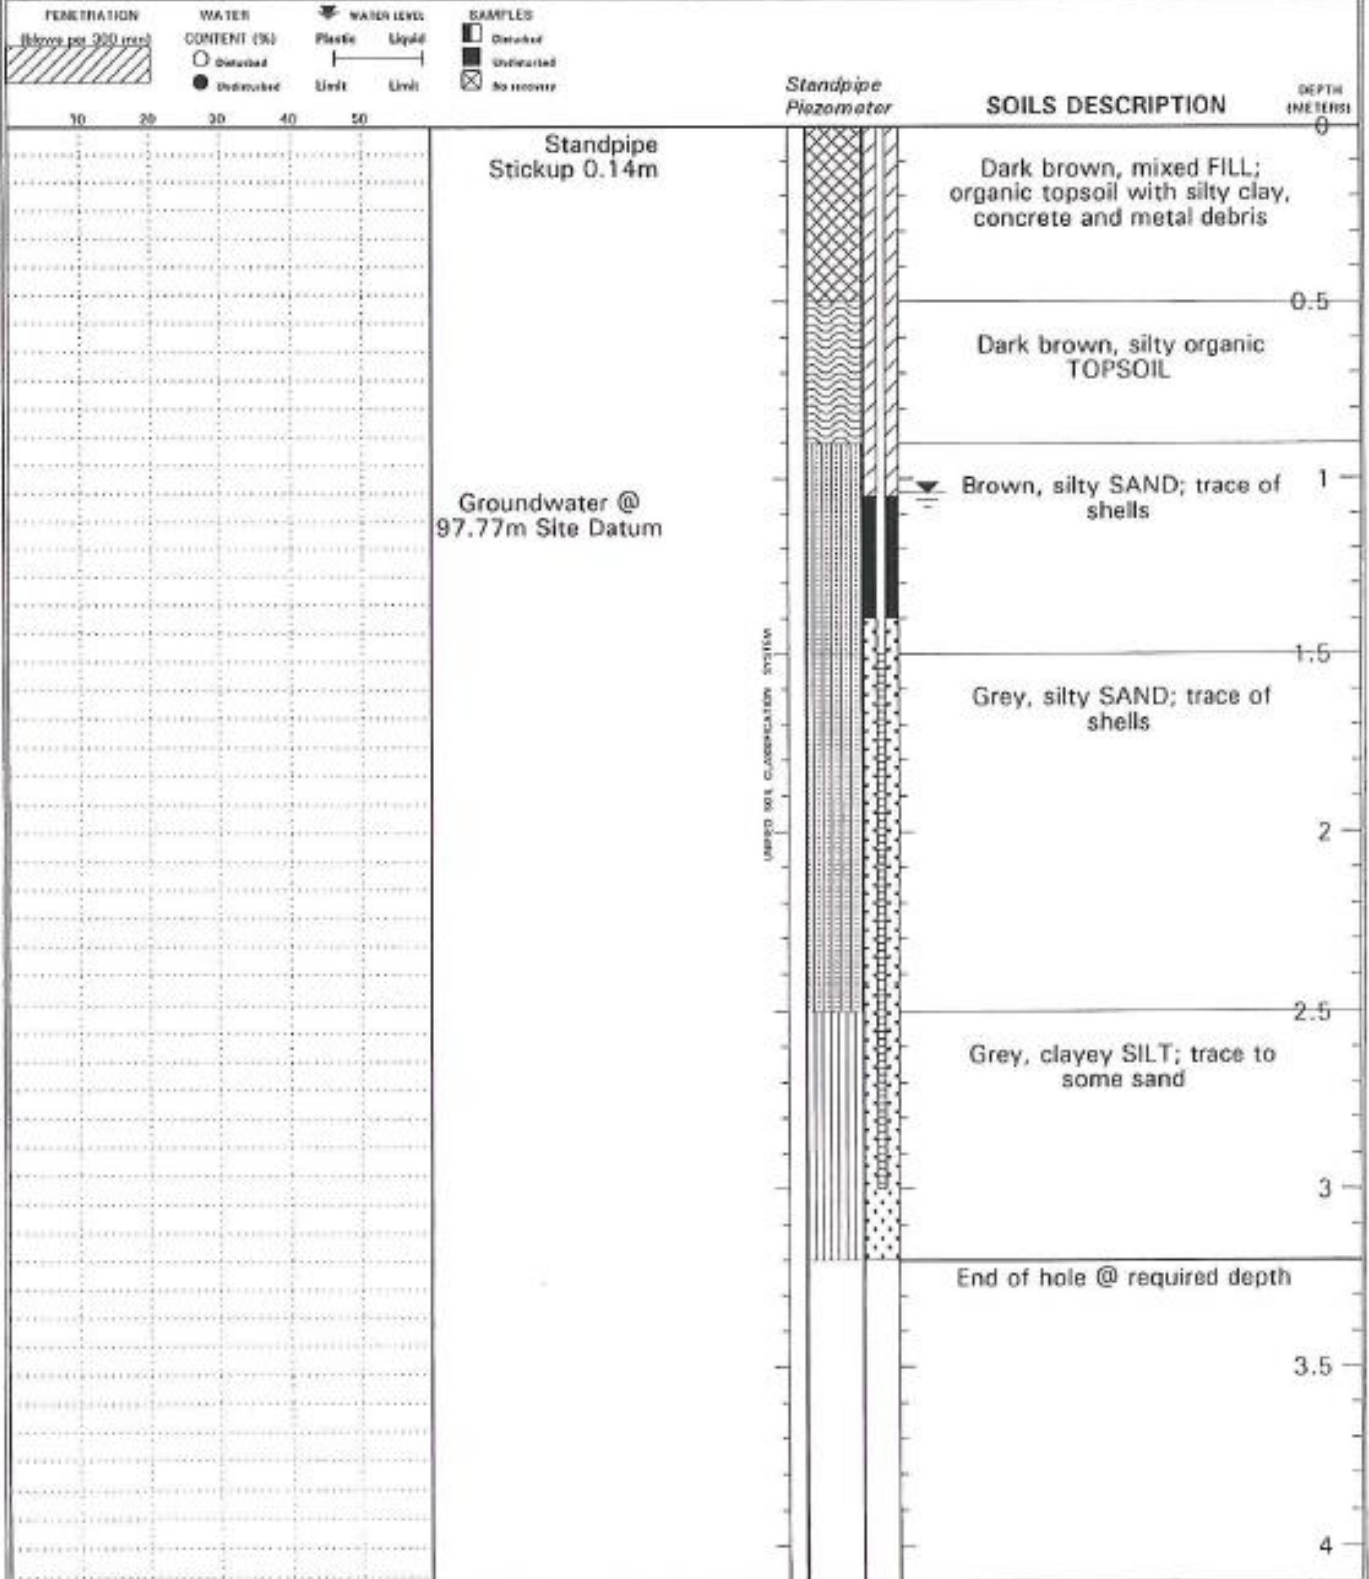 PENETRATION
(blows per 300 mm)
WATER
CONTENT (%)
Disturbed
Undisturbed
WATER LEVEL
Plastic Liquid
Limit Limit
SAMPLES
Disturbed
Undisturbed
No recovery
Standpipe
Piezometer
SOILS DESCRIPTION
DEPTH
(METERS)
10 20 30 40 50
0
Standpipe
Stickup 0.14m
Dark brown, mixed FILL;
organic topsoil with silty clay,
concrete and metal debris
0.5
Dark brown, silty organic
TOPSOIL
1
Brown, silty SAND; trace of
shells
Groundwater @
97.77m Site Datum
UNIFIED SOIL CLASSIFICATION SYSTEM
1.5
Grey, silty SAND; trace of
shells
2
2.5
Grey, clayey SILT; trace to
some sand
3
End of hole @ required depth
3.5
4